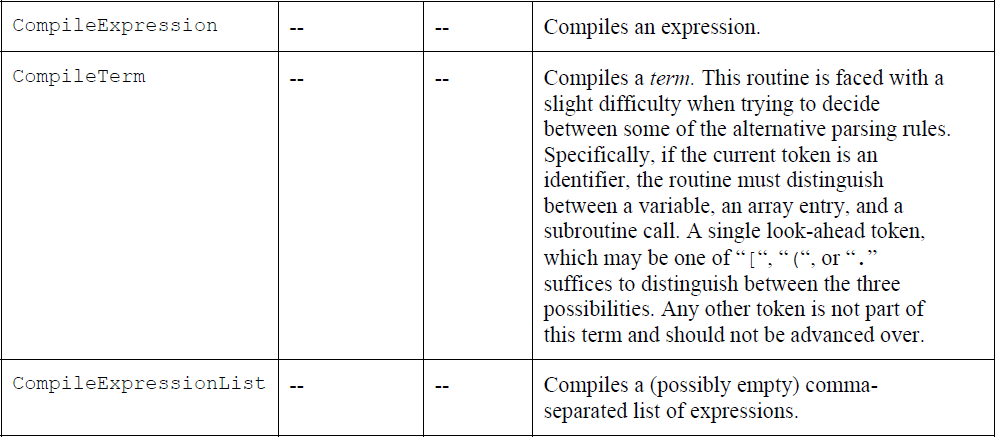 CompileExpression -- -- Compiles an expression.
CompileTerm -- -- Compiles a term. This routine is faced with a
slight difficulty when trying to decide
between some of the alternative parsing rules.
Specifically, if the current token is an
identifier, the routine must distinguish
between a variable, an array entry, and a
subroutine call. A single look-ahead token,
which may be one of “[“, “(“, or “.”
suffices to distinguish between the three
possibilities. Any other token is not part of
this term and should not be advanced over.
CompileExpressionList -- -- Compiles a (possibly empty) comma-
separated list of expressions.